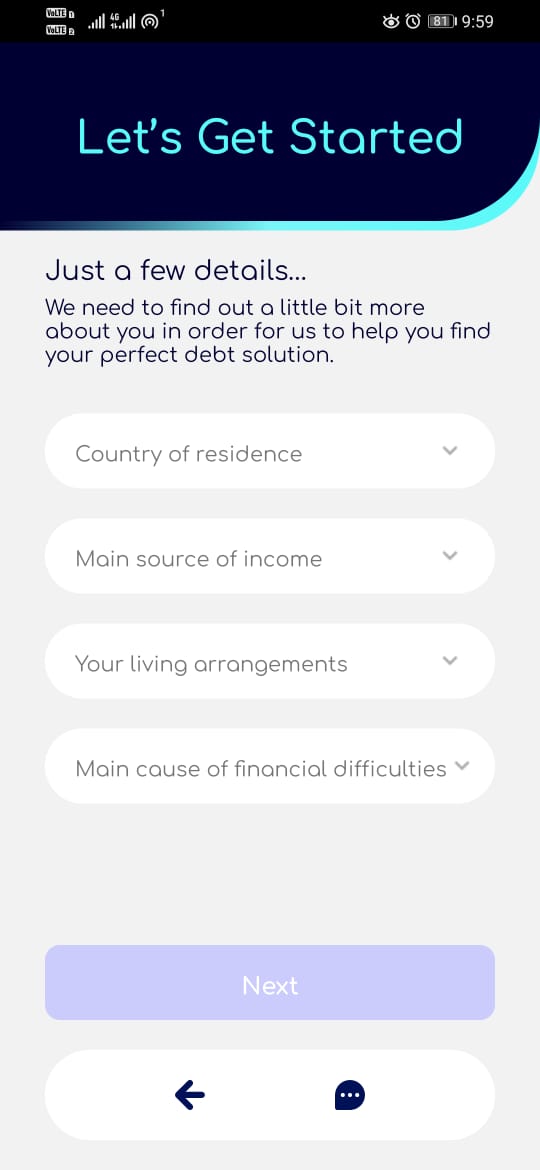 VoLTE 1
VoLTE 2
4G
1
81
9:59
Let's Get Started
Just a few details...
We need to find out a little bit more
about you in order for us to help you find
your perfect debt solution.
Country of residence
Main source of income
Your living arrangements
Main cause of financial difficulties
Next